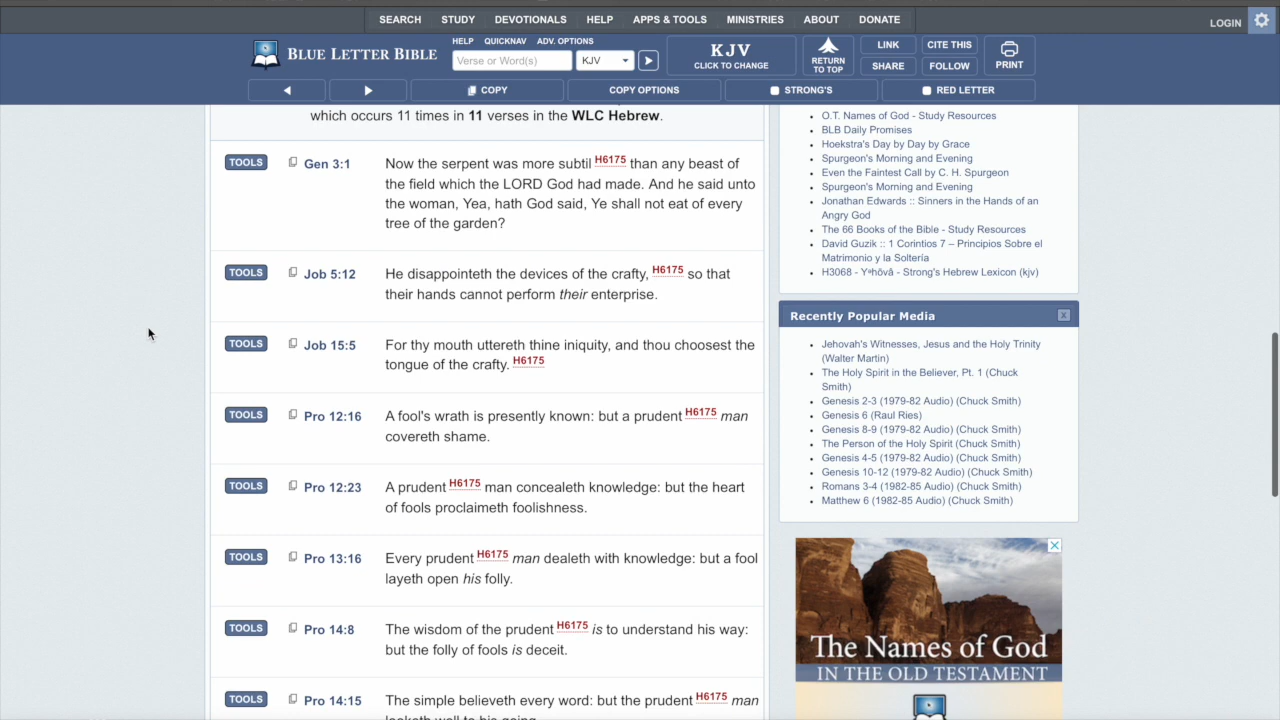 SEARCH STUDY DEVOTIONALS HELP APPS & TOOLS MINISTRIES ABOUT DONATE
LOGIN
BLUE LETTER BIBLE
HELP QUICKNAV ADV. OPTIONS
Verse or Word(s) KJV
KJV
CLICK TO CHANGE
RETURN
TO TOP
LINK CITE THIS
SHARE FOLLOW
PRINT
COPY COPY OPTIONS STRONG'S RED LETTER
which occurs 11 times in 11 verses in the WLC Hebrew.
TOOLS Gen 3:1 Now the serpent was more subtil H6175 than any beast of
the field which the LORD God had made. And he said unto
the woman, Yea, hath God said, Ye shall not eat of every
tree of the garden?
TOOLS Job 5:12 He disappointeth the devices of the crafty, H6175 so that
their hands cannot perform their enterprise.
TOOLS Job 15:5 For thy mouth uttereth thine iniquity, and thou choosest the
tongue of the crafty. H6175
TOOLS Pro 12:16 A fool's wrath is presently known: but a prudent H6175 man
covereth shame.
TOOLS Pro 12:23 A prudent H6175 man concealeth knowledge: but the heart
of fools proclaimeth foolishness.
TOOLS Pro 13:16 Every prudent H6175 man dealeth with knowledge: but a fool
layeth open his folly.
TOOLS Pro 14:8 The wisdom of the prudent H6175 is to understand his way:
but the folly of fools is deceit.
TOOLS Pro 14:15 The simple believeth every word: but the prudent H6175 man
O.T. Names of God - Study Resources
BLB Daily Promises
Hoekstra's Day by Day by Grace
Spurgeon's Morning and Evening
Even the Faintest Call by C. H. Spurgeon
Spurgeon's Morning and Evening
Jonathan Edwards :: Sinners in the Hands of an
Angry God
The 66 Books of the Bible - Study Resources
David Guzik :: 1 Corintios 7 – Principios Sobre el
Matrimonio y la Soltería
H3068 - Yᵊhōvâ - Strong's Hebrew Lexicon (kjv)
Recently Popular Media
Jehovah's Witnesses, Jesus and the Holy Trinity
(Walter Martin)
The Holy Spirit in the Believer, Pt. 1 (Chuck
Smith)
Genesis 2-3 (1979-82 Audio) (Chuck Smith)
Genesis 6 (Raul Ries)
Genesis 8-9 (1979-82 Audio) (Chuck Smith)
The Person of the Holy Spirit (Chuck Smith)
Genesis 4-5 (1979-82 Audio) (Chuck Smith)
Genesis 10-12 (1979-82 Audio) (Chuck Smith)
Romans 3-4 (1982-85 Audio) (Chuck Smith)
Matthew 6 (1982-85 Audio) (Chuck Smith)
The Names of God
IN THE OLD TESTAMENT